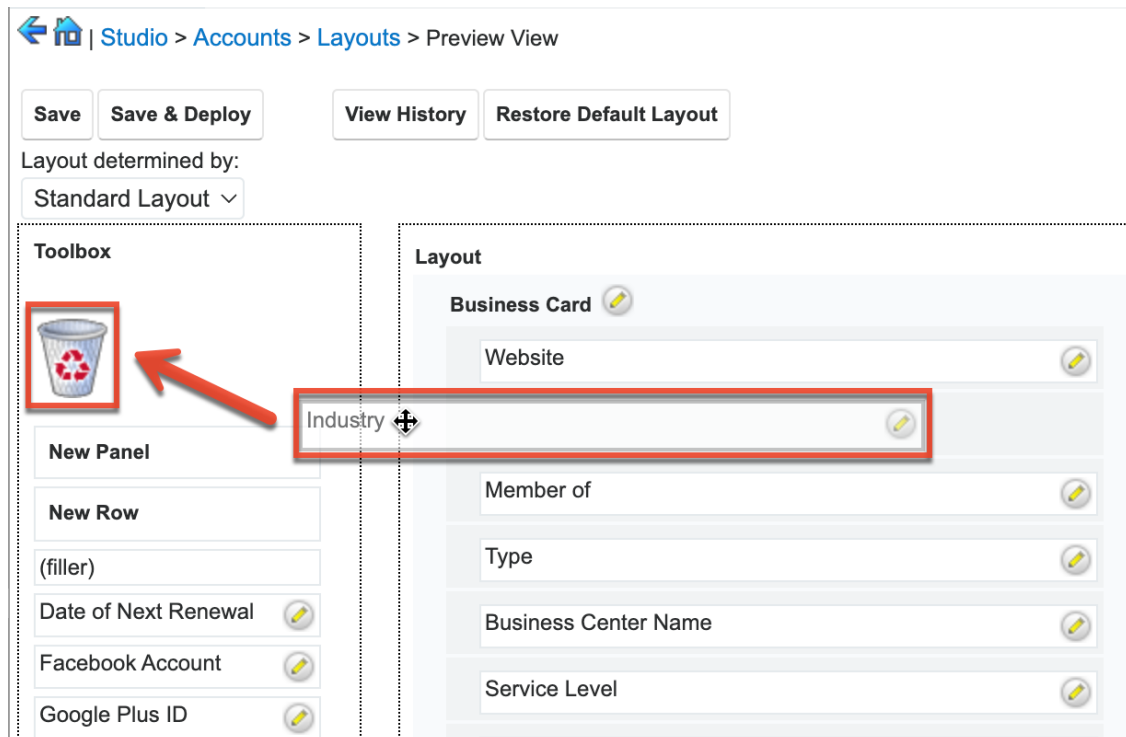 | Studio > Accounts > Layouts > Preview View
Save Save & Deploy View History Restore Default Layout
Layout determined by:
Standard Layout
Toolbox
New Panel
New Row
(filler)
Date of Next Renewal
Facebook Account
Google Plus ID
Layout
Business Card
Website
Industry
Member of
Type
Business Center Name
Service Level